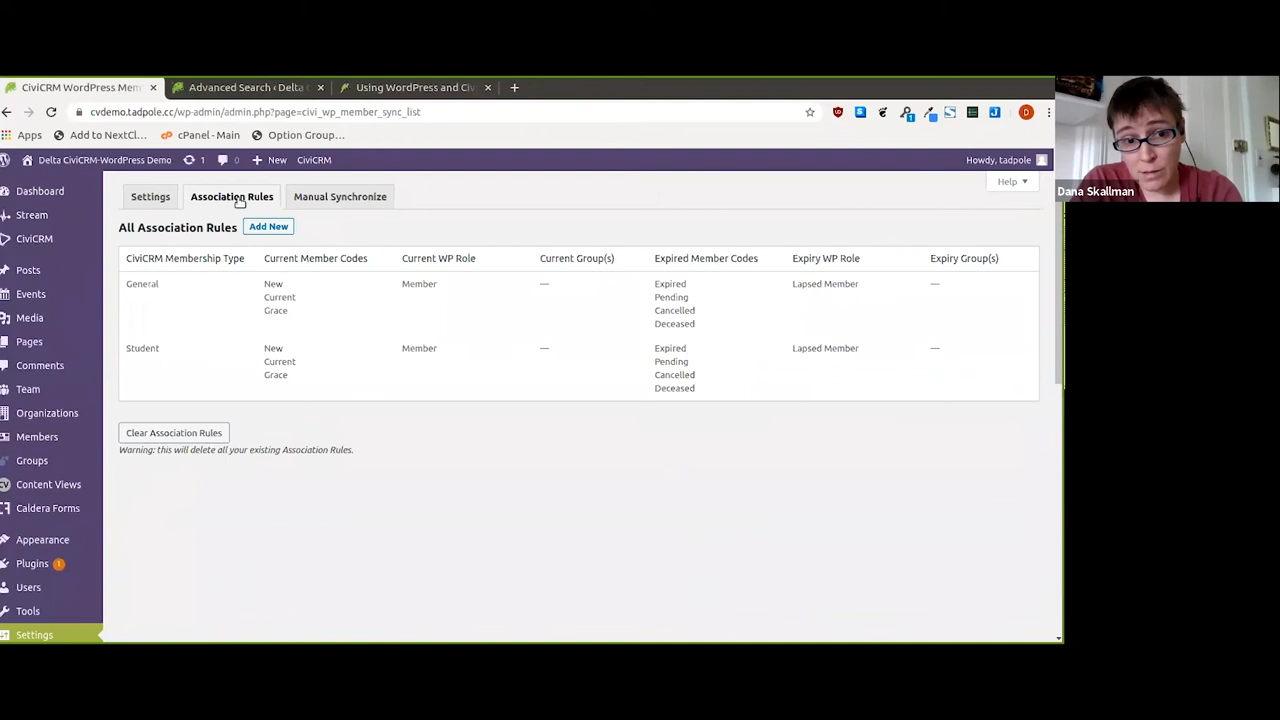 CiviCRM WordPress Mem
Advanced Search ‹ Delta C
Using WordPress and Civ
cvdemo.tadpole.cc/wp-admin/admin.php?page=civi_wp_member_sync_list
Apps
Add to NextCl...
cPanel - Main
Option Group...
Delta CiviCRM-WordPress Demo
1
0
New
CiviCRM
Howdy, tadpole
Dana Skallman
Dashboard
Stream
CiviCRM
Posts
Events
Media
Pages
Comments
Team
Organizations
Members
Groups
Content Views
Caldera Forms
Appearance
Plugins 1
Users
Tools
Settings
Help
Settings
Association Rules
Manual Synchronize
All Association Rules Add New
CiviCRM Membership Type Current Member Codes Current WP Role Current Group(s) Expired Member Codes Expiry WP Role Expiry Group(s)
General New Member — Expired Lapsed Member —
Current Pending
Grace Cancelled
Deceased
Student New Member — Expired Lapsed Member —
Current Pending
Grace Cancelled
Deceased
Clear Association Rules
Warning: this will delete all your existing Association Rules.